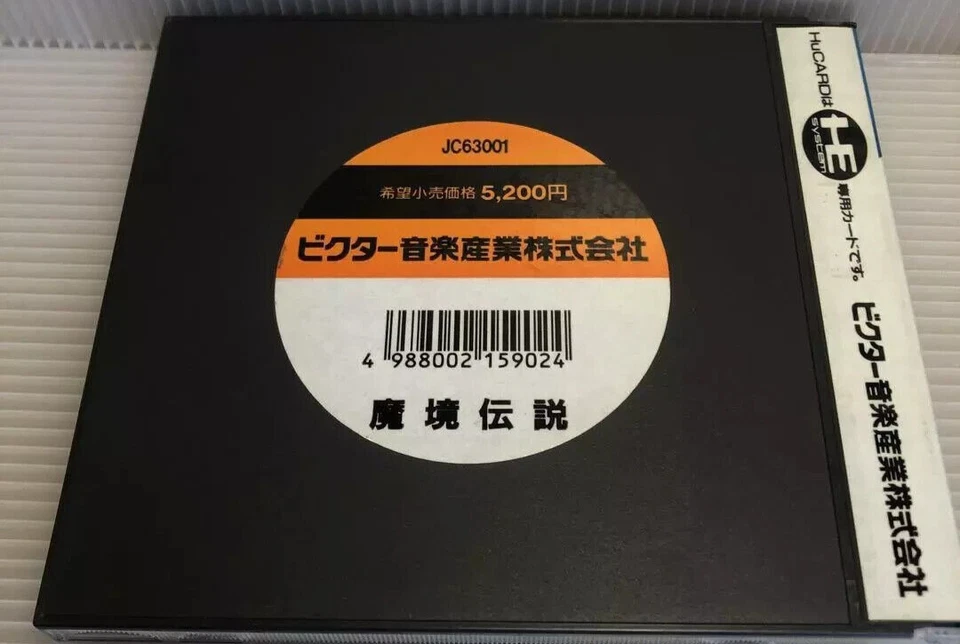 JC63001
希望小売価格 5,200円
ビクター音楽産業株式会社
4 988002 159024
魔境伝説
HuCARDは HE system 専用カードです。
ビクター音楽産業株式会社